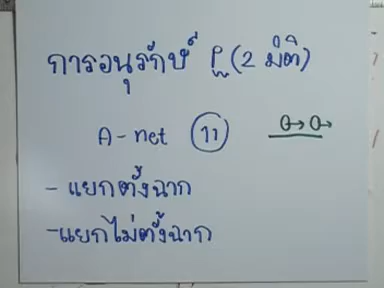 การอนุรักษ์ P (2 มิติ)
A-net 11
- แยกตั้งฉาก
- แยกไม่ตั้งฉาก